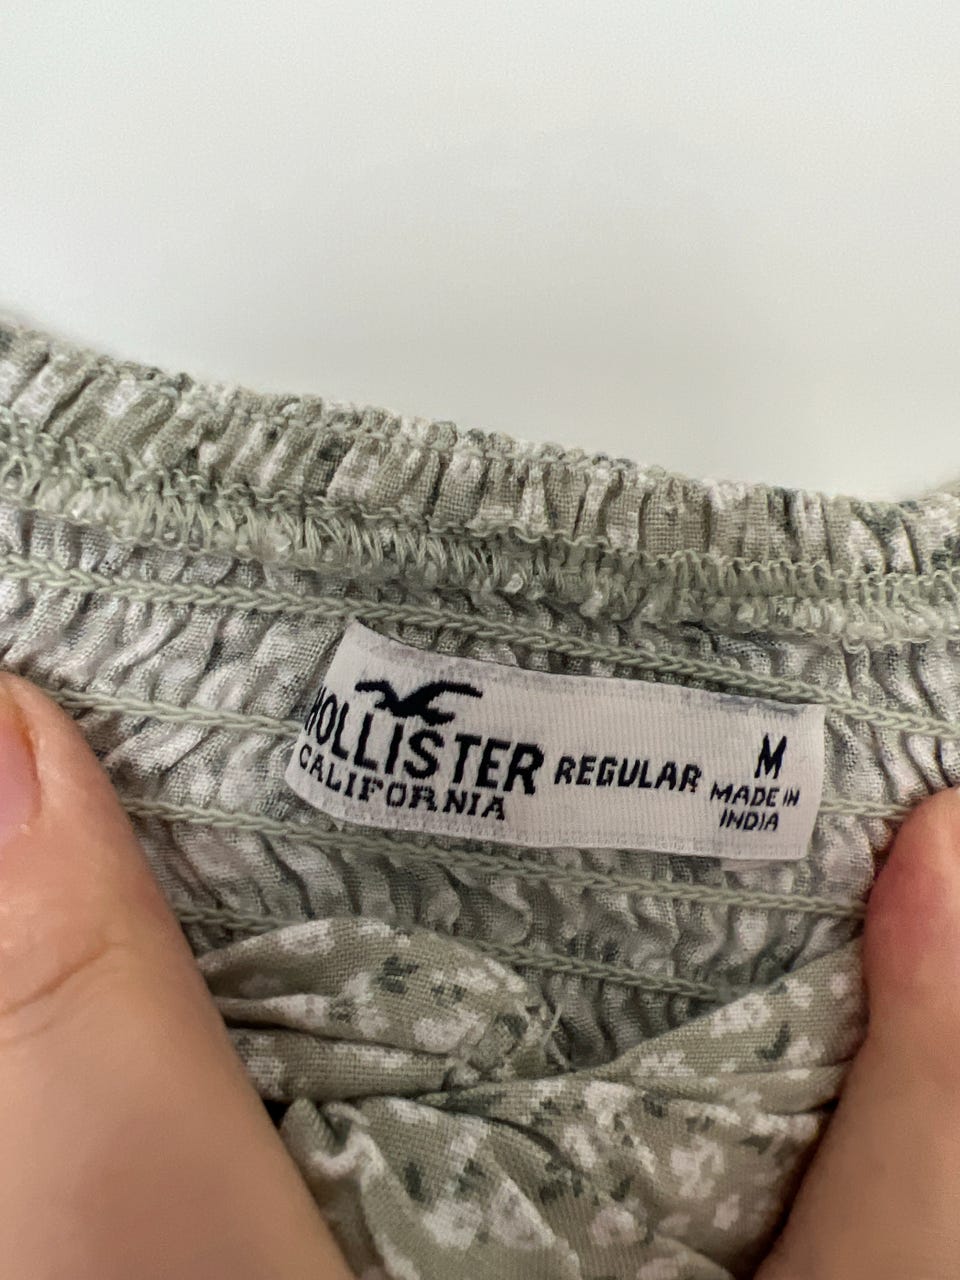 HOLLISTER
CALIFORNIA
REGULAR
M
MADE IN
INDIA